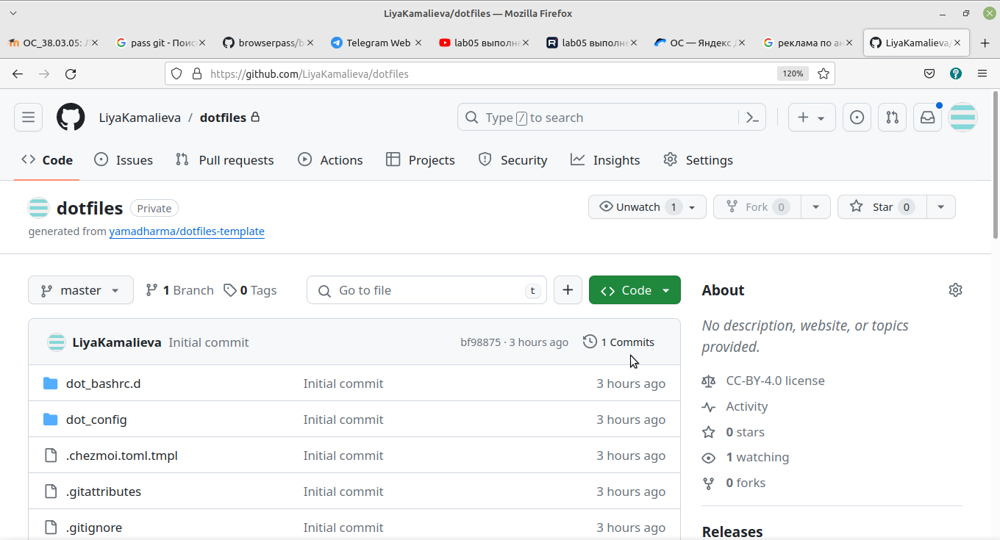 LiyaKamalieva/dotfiles — Mozilla Firefox
ОС_38.03.05: Л
pass git - Поис
browserpass/b
Telegram Web
lab05 выполне
lab05 выполне
ОС — Яндекс
реклама по ан
LiyaKamalieva/
https://github.com/LiyaKamalieva/dotfiles
120%
LiyaKamalieva / dotfiles
Type / to search
Code
Issues
Pull requests
Actions
Projects
Security
Insights
Settings
dotfiles Private
Unwatch 1
Fork 0
Star 0
generated from yamadharma/dotfiles-template
master
1 Branch
0 Tags
Go to file t
Code
About
No description, website, or topics
provided.
LiyaKamalieva Initial commit bf98875 · 3 hours ago 1 Commits
dot_bashrc.d Initial commit 3 hours ago
dot_config Initial commit 3 hours ago
.chezmoi.toml.tmpl Initial commit 3 hours ago
.gitattributes Initial commit 3 hours ago
.gitignore Initial commit 3 hours ago
CC-BY-4.0 license
Activity
0 stars
1 watching
0 forks
Releases